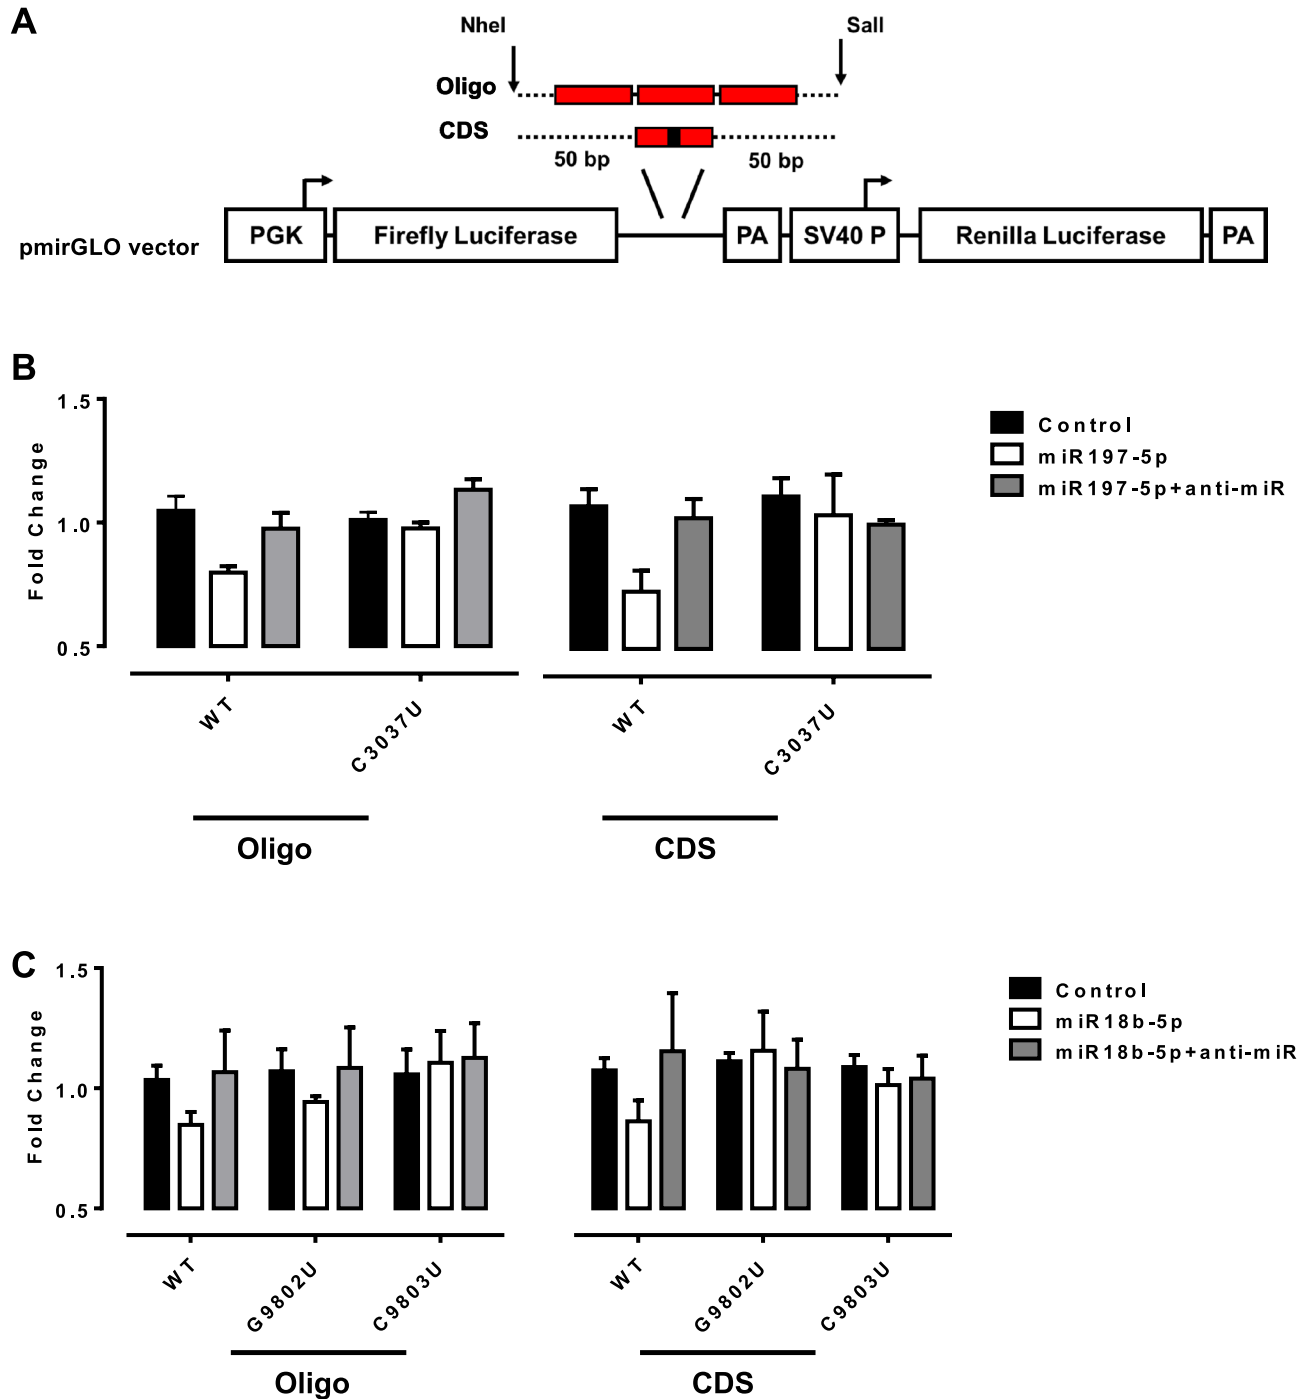 A
NheI SalI
Oligo
CDS
50 bp 50 bp
pmirGLO vector PGK Firefly Luciferase PA SV40 P Renilla Luciferase PA
B
Fold Change
1.5
1.0
0.5
Control
miR197-5p
miR197-5p+anti-miR
WT C3037U WT C3037U
Oligo CDS
C
Fold Change
1.5
1.0
0.5
Control
miR18b-5p
miR18b-5p+anti-miR
WT G9802U C9803U WT G9802U C9803U
Oligo CDS